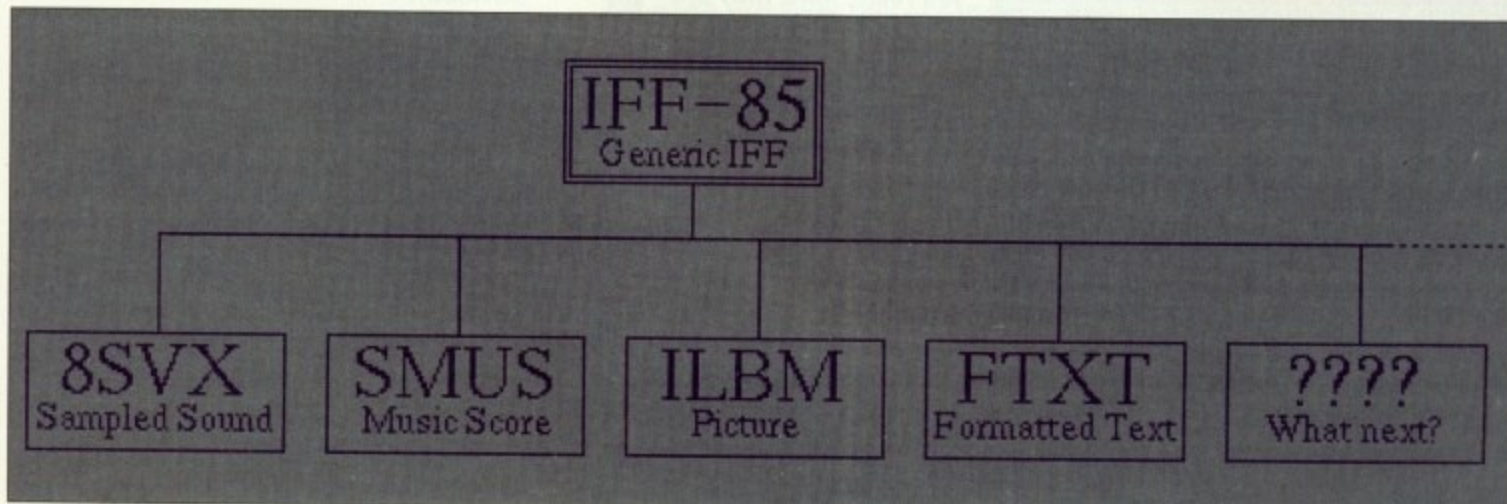 IFF-85
Generic IFF
8SVX
Sampled Sound
SMUS
Music Score
ILBM
Picture
FTXT
Formatted Text
????
What next?